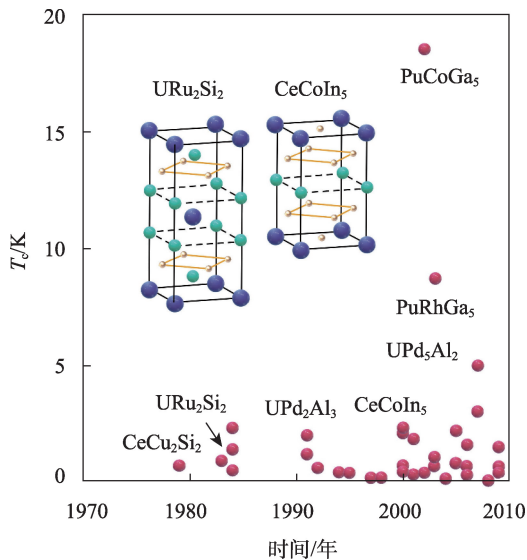 20
15
10
5
0
T_c/K
1970
1980
1990
2000
2010
时间/年
URu₂Si₂
CeCoIn₅
PuCoGa₅
PuRhGa₅
UPd₅Al₂
URu₂Si₂
UPd₂Al₃
CeCoIn₅
CeCu₂Si₂